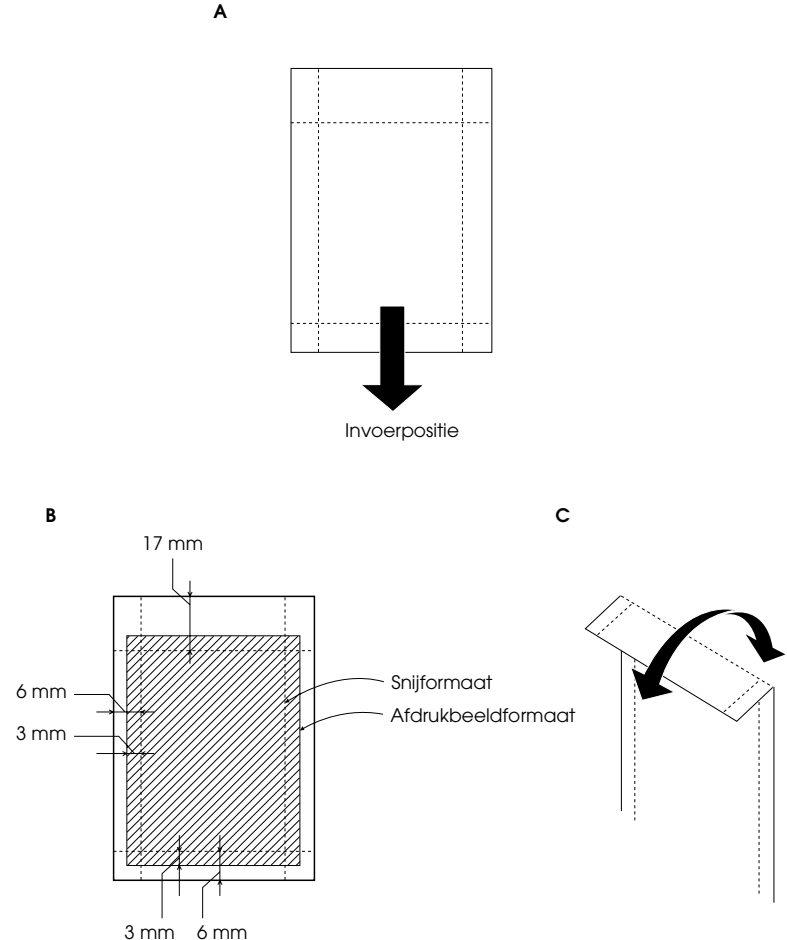 A
Invoerpositie
B
17 mm
6 mm
3 mm
Snijformaat
Afdrukbeeldformaat
3 mm
6 mm
C